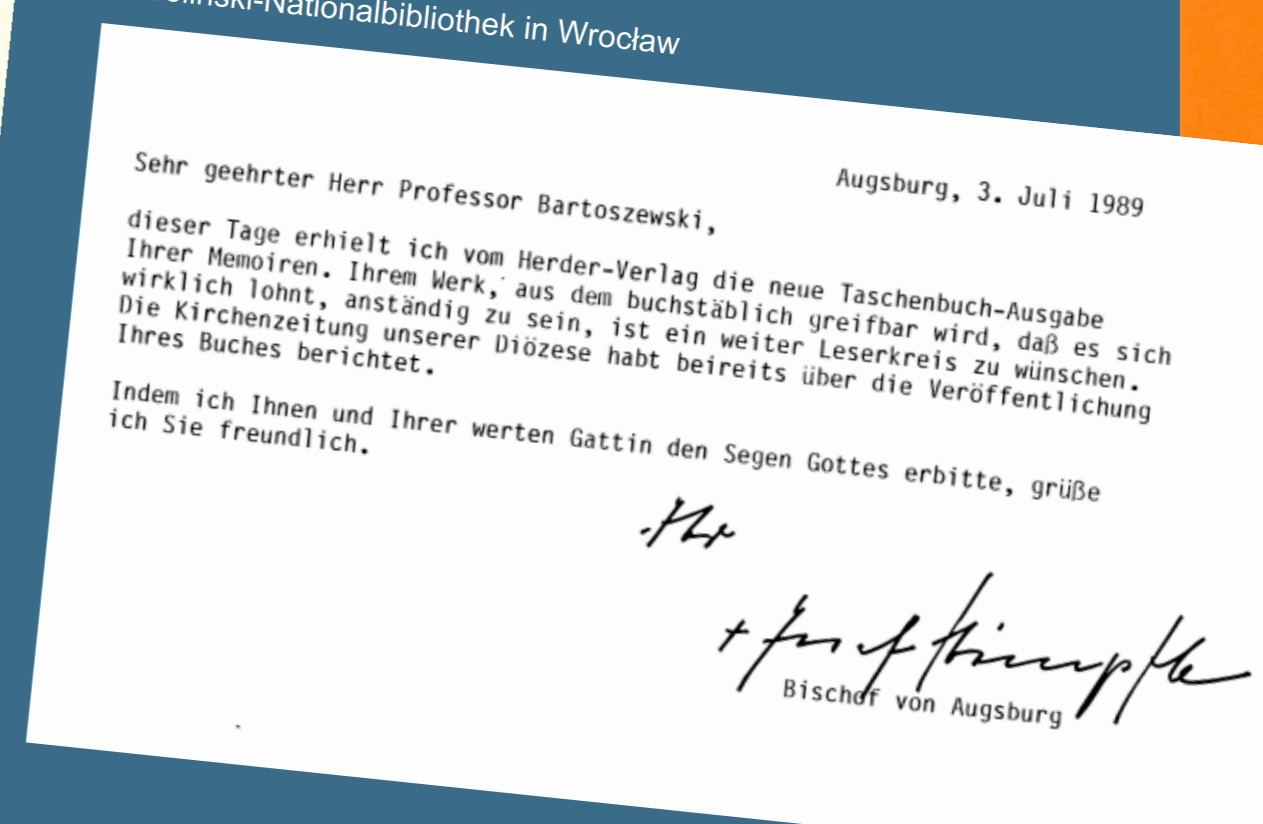 -Nationalbibliothek in Wrocław
Augsburg, 3. Juli 1989
Sehr geehrter Herr Professor Bartoszewski,
dieser Tage erhielt ich vom Herder-Verlag die neue Taschenbuch-Ausgabe
Ihrer Memoiren. Ihrem Werk, aus dem buchstäblich greifbar wird, daß es sich
wirklich lohnt, anständig zu sein, ist ein weiter Leserkreis zu wünschen.
Die Kirchenzeitung unserer Diözese habt beireits über die Veröffentlichung
Ihres Buches berichtet.
Indem ich Ihnen und Ihrer werten Gattin den Segen Gottes erbitte, grüße
ich Sie freundlich.
Ihr
+ Josef Stimpfle
Bischof von Augsburg